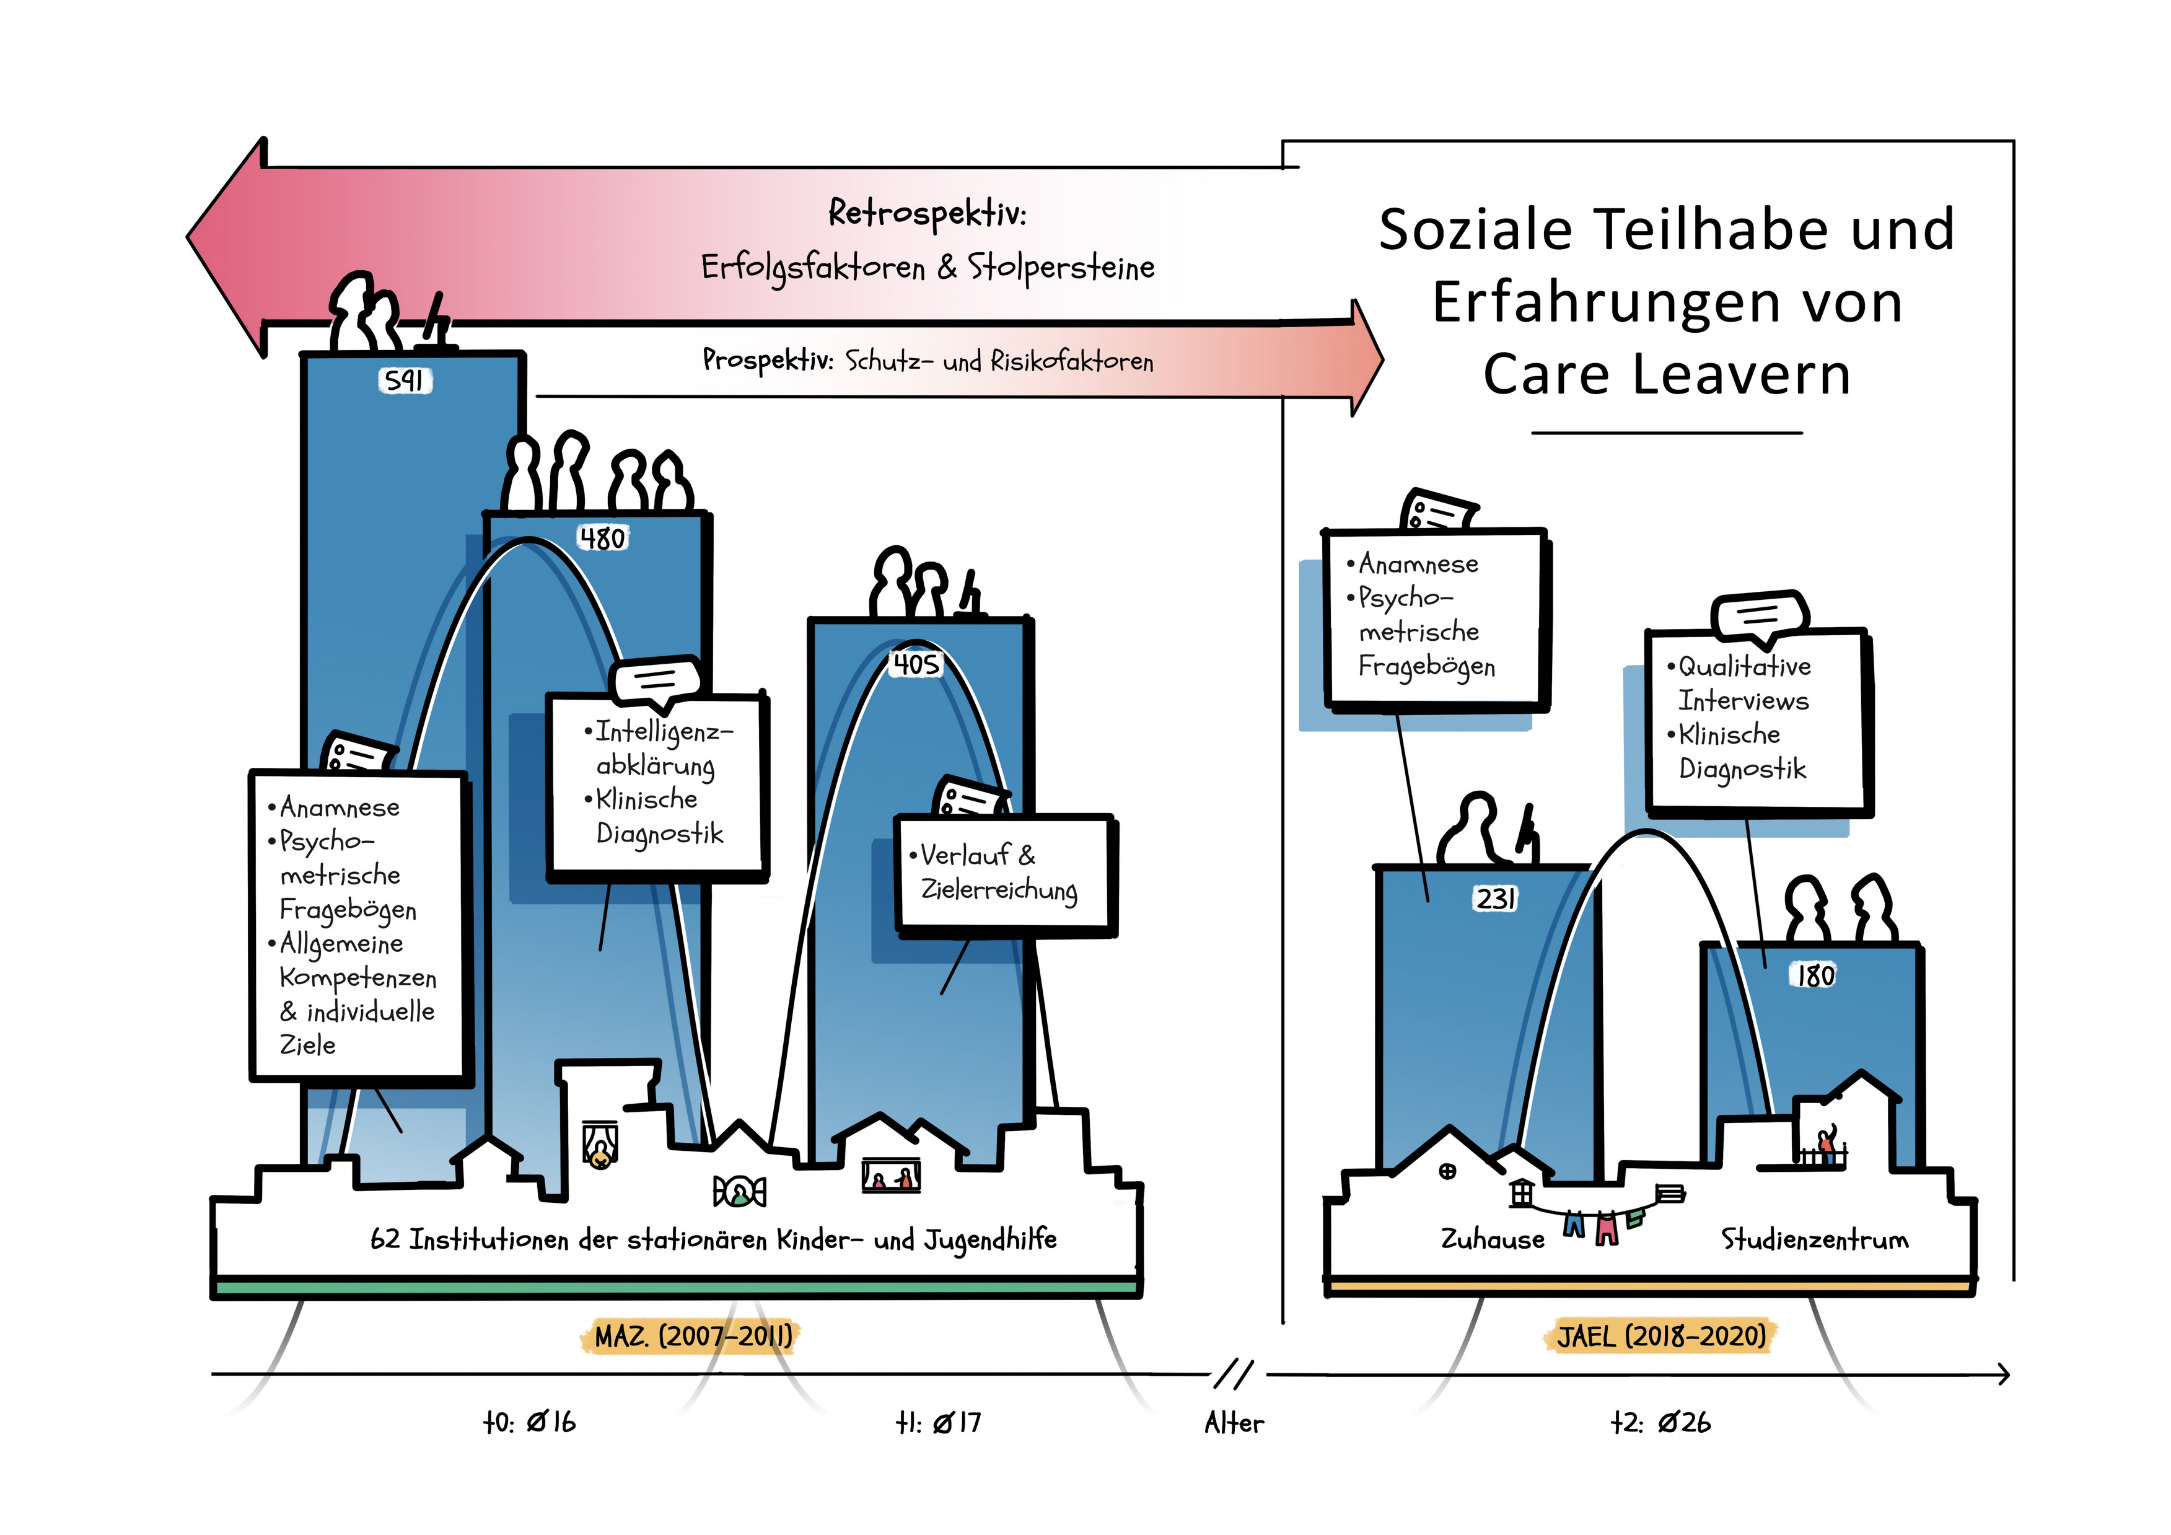 Retrospektiv:
Erfolgsfaktoren & Stolpersteine
Prospektiv: Schutz- und Risikofaktoren
Soziale Teilhabe und
Erfahrungen von
Care Leavern
591
480
405
231
180
•Anamnese
•Psycho-
metrische
Fragebögen
•Allgemeine
Kompetenzen
& individuelle
Ziele
•Intelligenz-
abklärung
•Klinische
Diagnostik
•Verlauf &
Zielerreichung
•Anamnese
•Psycho-
metrische
Fragebögen
•Qualitative
Interviews
•Klinische
Diagnostik
62 Institutionen der stationären Kinder- und Jugendhilfe
Zuhause
Studienzentrum
MAZ. (2007-2011)
JAEL (2018-2020)
t0: Ø 16
t1: Ø 17
Alter
t2: Ø 26